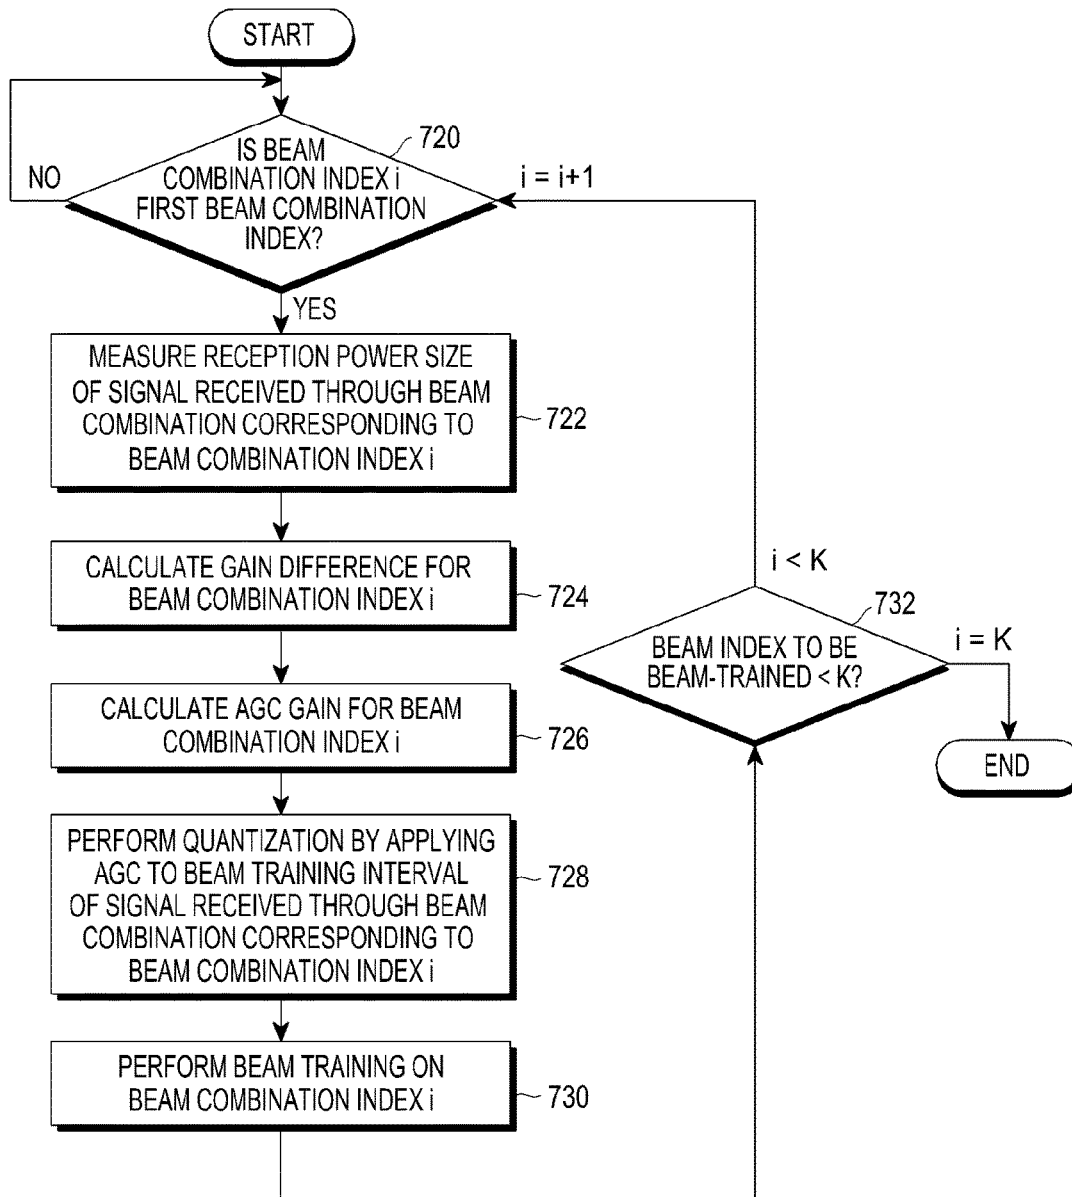 START
720
IS BEAM
COMBINATION INDEX i
FIRST BEAM COMBINATION
INDEX?
NO
i = i+1
YES
MEASURE RECEPTION POWER SIZE
OF SIGNAL RECEIVED THROUGH BEAM
COMBINATION CORRESPONDING TO
BEAM COMBINATION INDEX i
722
CALCULATE GAIN DIFFERENCE FOR
BEAM COMBINATION INDEX i
724
CALCULATE AGC GAIN FOR BEAM
COMBINATION INDEX i
726
PERFORM QUANTIZATION BY APPLYING
AGC TO BEAM TRAINING INTERVAL
OF SIGNAL RECEIVED THROUGH BEAM
COMBINATION CORRESPONDING TO
BEAM COMBINATION INDEX i
728
PERFORM BEAM TRAINING ON
BEAM COMBINATION INDEX i
730
i < K
732
BEAM INDEX TO BE
BEAM-TRAINED < K?
i = K
END